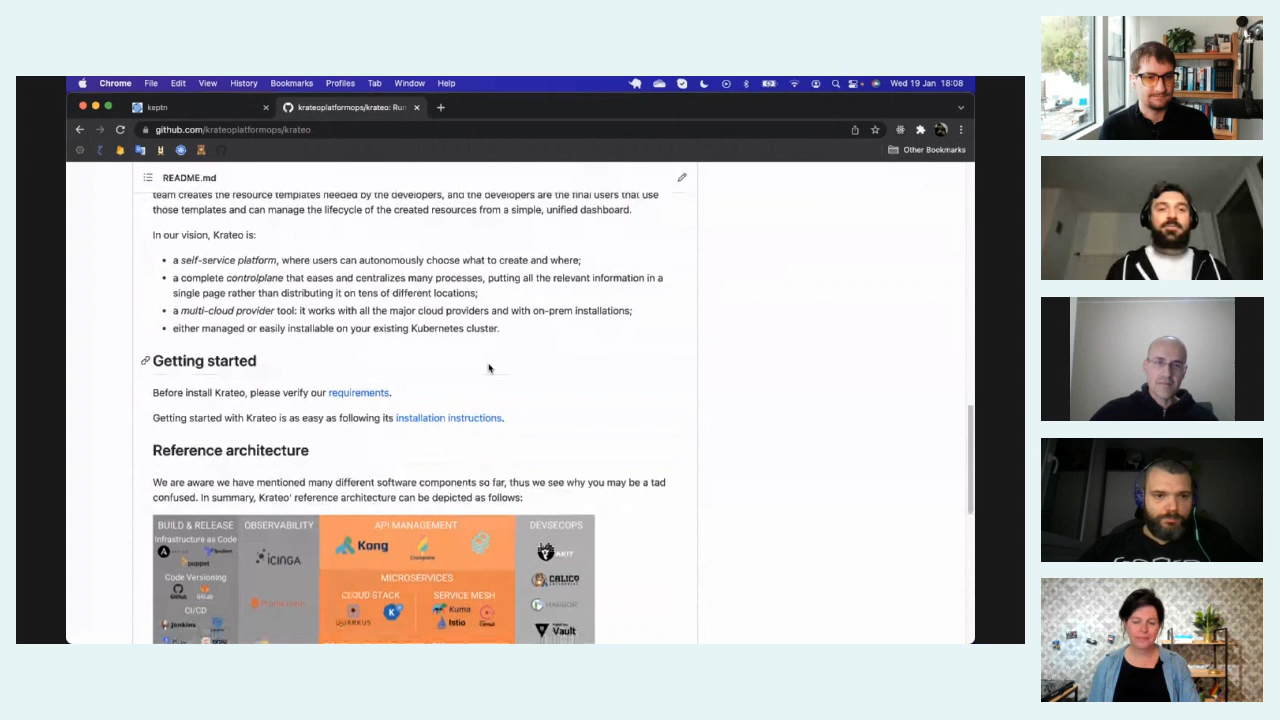 Chrome File Edit View History Bookmarks Profiles Tab Window Help Wed 19 Jan 18:08
keptn
krateoplatformops/krateo: Run
github.com/krateoplatformops/krateo
Other Bookmarks
README.md
team creates the resource templates needed by the developers, and the developers are the final users that use
those templates and can manage the lifecycle of the created resources from a simple, unified dashboard.
In our vision, Krateo is:
• a self-service platform, where users can autonomously choose what to create and where;
• a complete controlplane that eases and centralizes many processes, putting all the relevant information in a
single page rather than distributing it on tens of different locations;
• a multi-cloud provider tool: it works with all the major cloud providers and with on-prem installations;
• either managed or easily installable on your existing Kubernetes cluster.
Getting started
Before install Krateo, please verify our requirements.
Getting started with Krateo is as easy as following its installation instructions.
Reference architecture
We are aware we have mentioned many different software components so far, thus we see why you may be a tad
confused. In summary, Krateo' reference architecture can be depicted as follows:
BUILD & RELEASE
Infrastructure as Code
puppet
Code Versioning
GitHub GitLab
CI/CD
Jenkins
OBSERVABILITY
ICINGA
Prometheus
API MANAGEMENT
Kong
MICROSERVICES
CLOUD STACK
QUARKUS
SERVICE MESH
Kuma
Istio
DEVSECOPS
CALICO
HARBOR
Vault